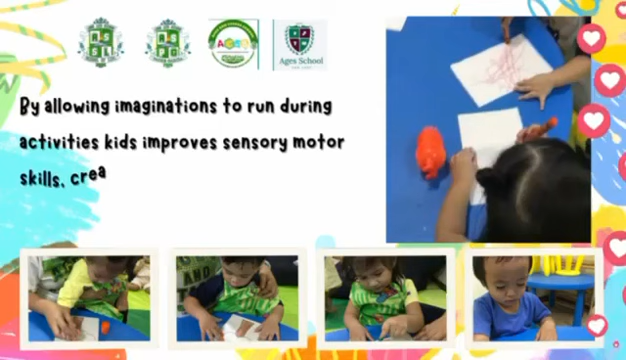 Ages School
By allowing imaginations to run during
activities kids improves sensory motor
skills, crea